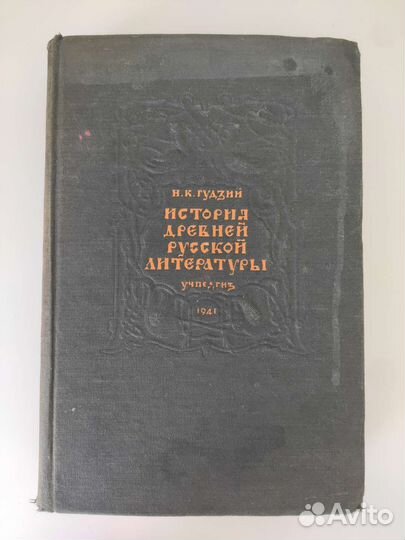 Н.К.ГУДЗИЙ
ИСТОРИЯ
ДРЕВНЕЙ
РУССКОЙ
ЛИТЕРАТУРЫ
УЧПЕДГИЗ
1941
Avito